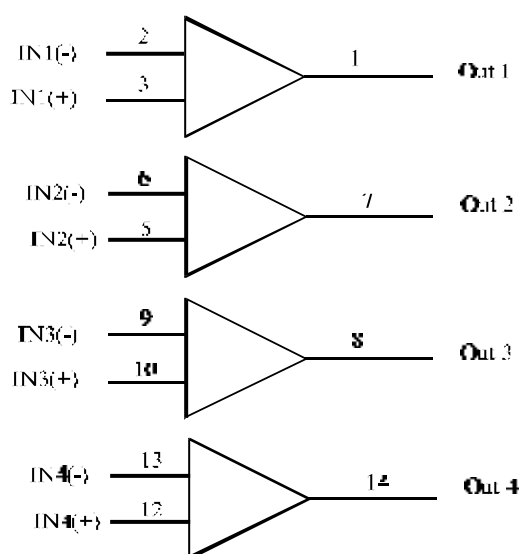 IN1(-) 2
1 Out 1
IN1(+) 3
IN2(-) 6
7 Out 2
IN2(+) 5
IN3(-) 9
8 Out 3
IN3(+) 10
IN4(-) 13
Out 4
IN4(+) 12